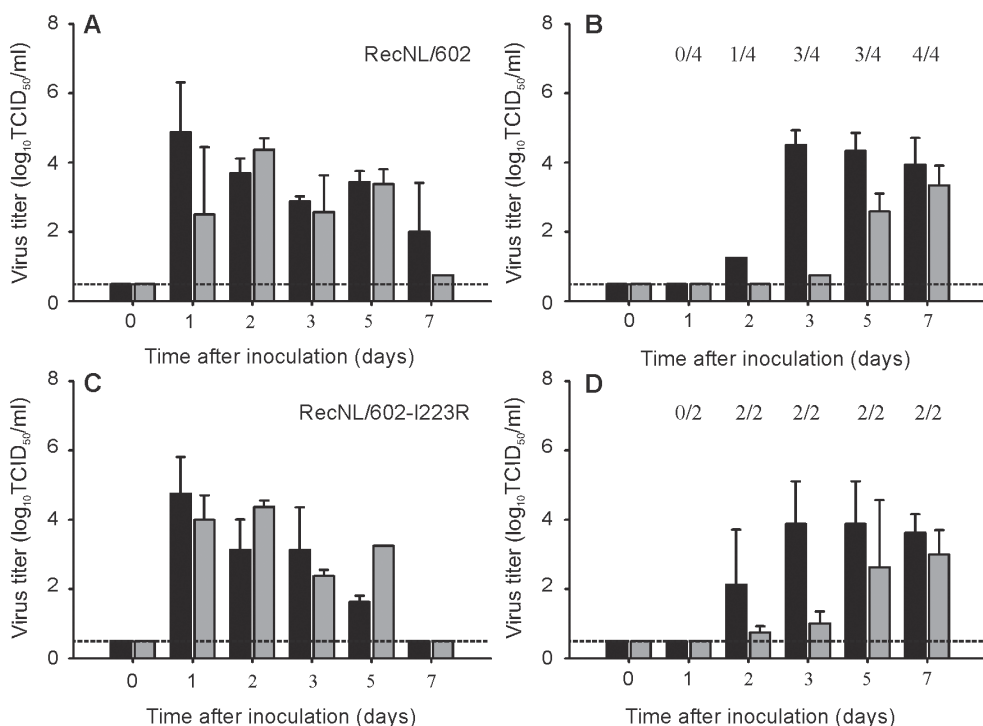 A
RecNL/602
8
6
4
2
0
Virus titer (log₁₀TCID₅₀/ml)
0 1 2 3 5 7
Time after inoculation (days)
B
0/4 1/4 3/4 3/4 4/4
8
6
4
2
0
Virus titer (log₁₀TCID₅₀/ml)
0 1 2 3 5 7
Time after inoculation (days)
C
RecNL/602-I223R
8
6
4
2
0
Virus titer (log₁₀TCID₅₀/ml)
0 1 2 3 5 7
Time after inoculation (days)
D
0/2 2/2 2/2 2/2 2/2
8
6
4
2
0
Virus titer (log₁₀TCID₅₀/ml)
0 1 2 3 5 7
Time after inoculation (days)